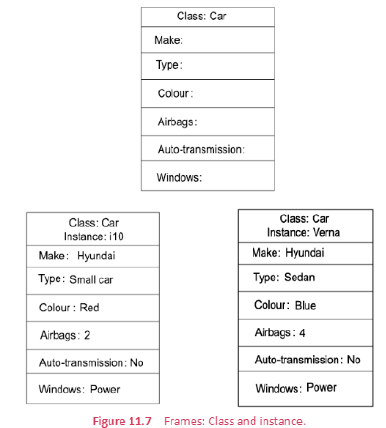 Class: Car
Make:
Type:
Colour:
Airbags:
Auto-transmission:
Windows:
Class: Car
Instance: i10
Make: Hyundai
Type: Small car
Colour: Red
Airbags: 2
Auto-transmission: No
Windows: Power
Class: Car
Instance: Verna
Make: Hyundai
Type: Sedan
Colour: Blue
Airbags: 4
Auto-transmission: No
Windows: Power
Figure 11.7 Frames: Class and instance.